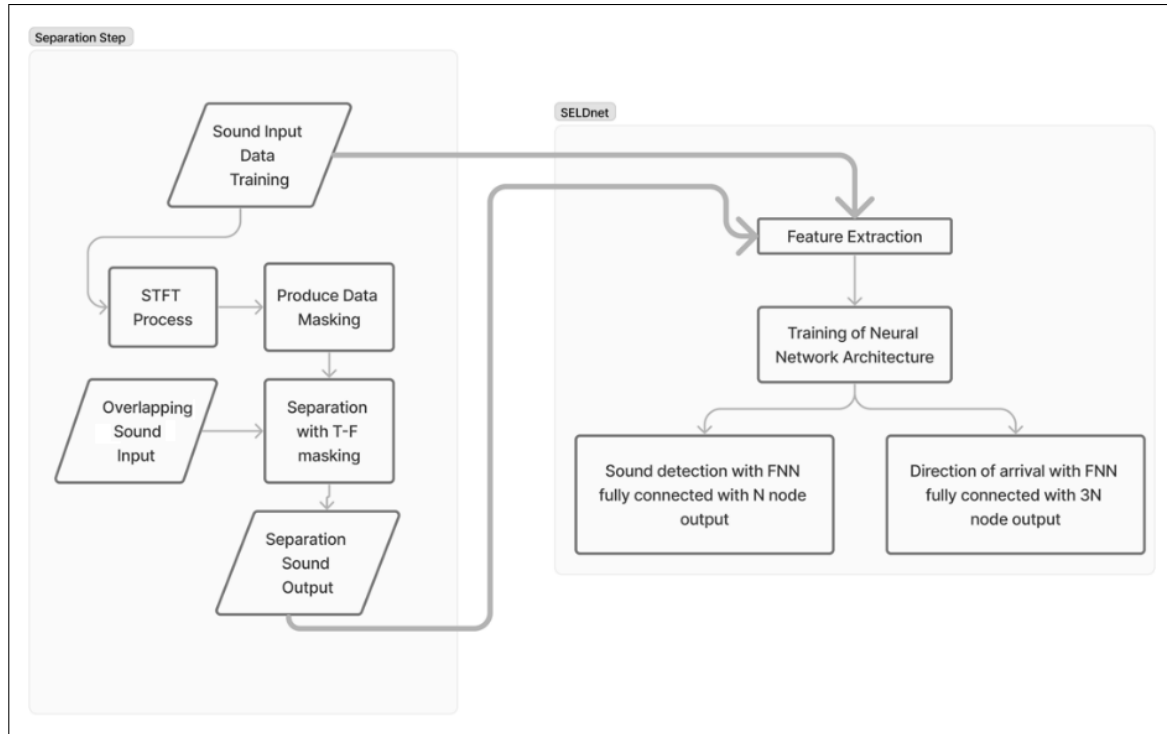 Separation Step
Sound Input
Data
Training
STFT
Process
Produce Data
Masking
Overlapping
Sound
Input
Separation
with T-F
masking
Separation
Sound
Output
SELDnet
Feature Extraction
Training of Neural
Network Architecture
Sound detection with FNN
fully connected with N node
output
Direction of arrival with FNN
fully connected with 3N
node output